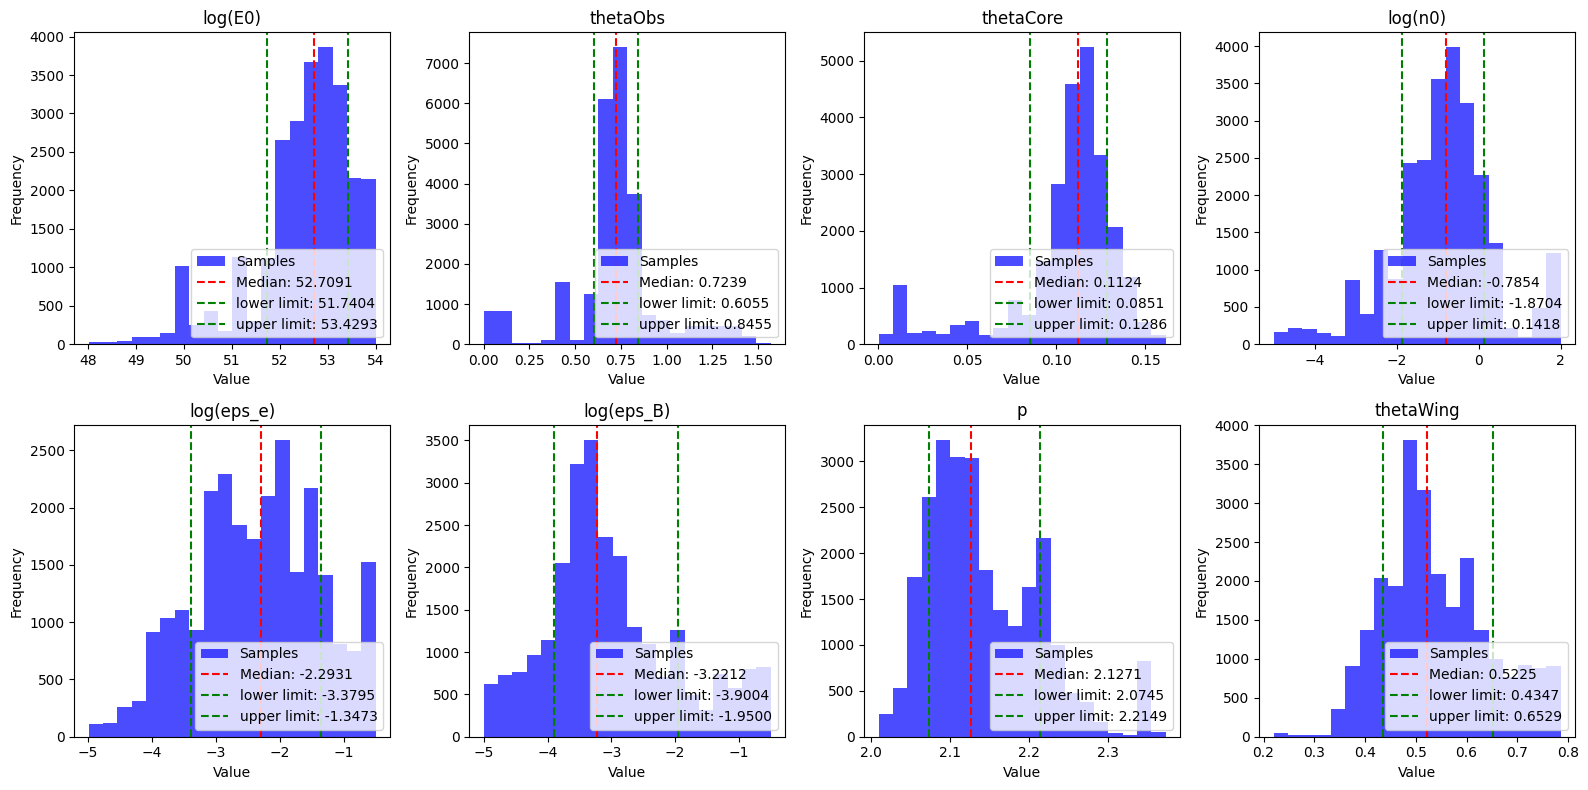 log(E0)
4000
3500
3000
2500
2000
1500
1000
500
0
Frequency
48
49
50
51
52
53
54
Value
Samples
Median: 52.7091
lower limit: 51.7404
upper limit: 53.4293
thetaObs
7000
6000
5000
4000
3000
2000
1000
0
Frequency
0.00
0.25
0.50
0.75
1.00
1.25
1.50
Value
Samples
Median: 0.7239
lower limit: 0.6055
upper limit: 0.8455
thetaCore
5000
4000
3000
2000
1000
0
Frequency
0.00
0.05
0.10
0.15
Value
Samples
Median: 0.1124
lower limit: 0.0851
upper limit: 0.1286
log(n0)
4000
3500
3000
2500
2000
1500
1000
500
0
Frequency
−4
−2
0
2
Value
Samples
Median: -0.7854
lower limit: -1.8704
upper limit: 0.1418
log(eps_e)
2500
2000
1500
1000
500
0
Frequency
−5
−4
−3
−2
−1
Value
Samples
Median: -2.2931
lower limit: -3.3795
upper limit: -1.3473
log(eps_B)
3500
3000
2500
2000
1500
1000
500
0
Frequency
−5
−4
−3
−2
−1
Value
Samples
Median: -3.2212
lower limit: -3.9004
upper limit: -1.9500
p
3000
2500
2000
1500
1000
500
0
Frequency
2.0
2.1
2.2
2.3
Value
Samples
Median: 2.1271
lower limit: 2.0745
upper limit: 2.2149
thetaWing
4000
3500
3000
2500
2000
1500
1000
500
0
Frequency
0.2
0.3
0.4
0.5
0.6
0.7
0.8
Value
Samples
Median: 0.5225
lower limit: 0.4347
upper limit: 0.6529